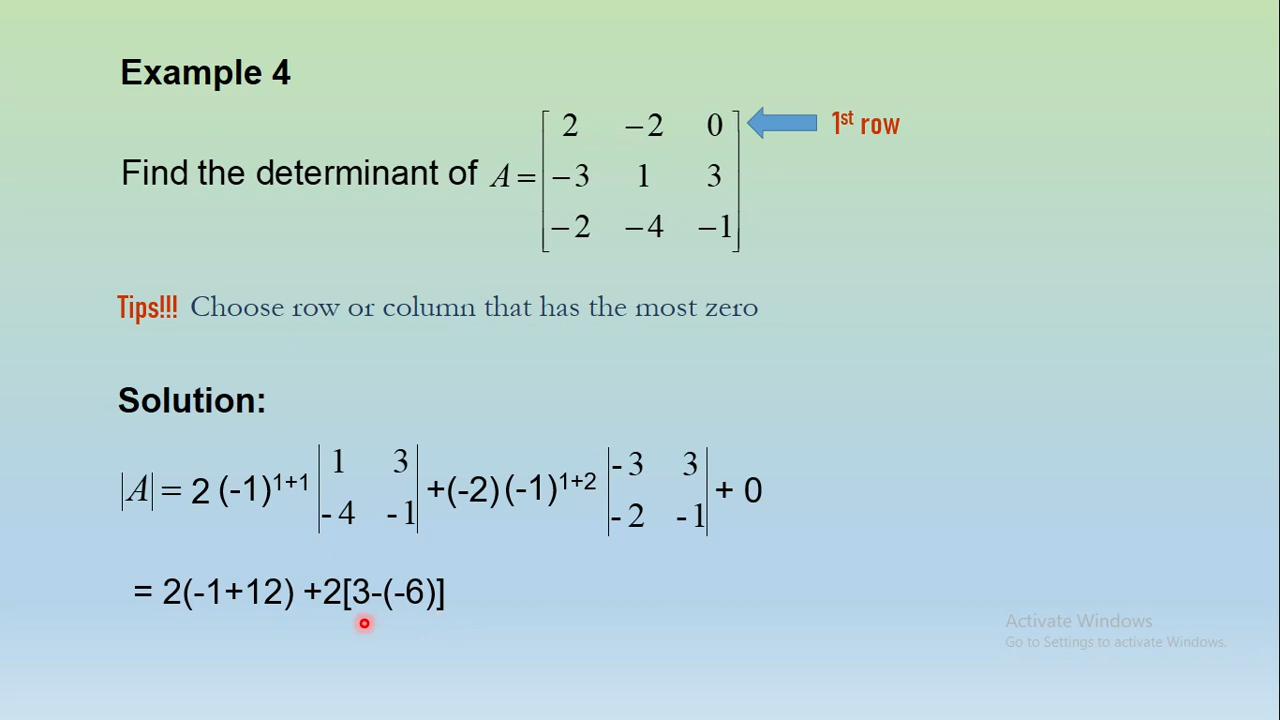 Example 4
2 −2 0 1st row
Find the determinant of A = −3 1 3
−2 −4 −1
Tips!!! Choose row or column that has the most zero
Solution:
|A| = 2 (-1)^{1+1} | 1 3 ; -4 -1 | +(-2) (-1)^{1+2} | -3 3 ; -2 -1 | + 0
= 2(-1+12) +2[3-(-6)]
Activate Windows
Go to Settings to activate Windows.